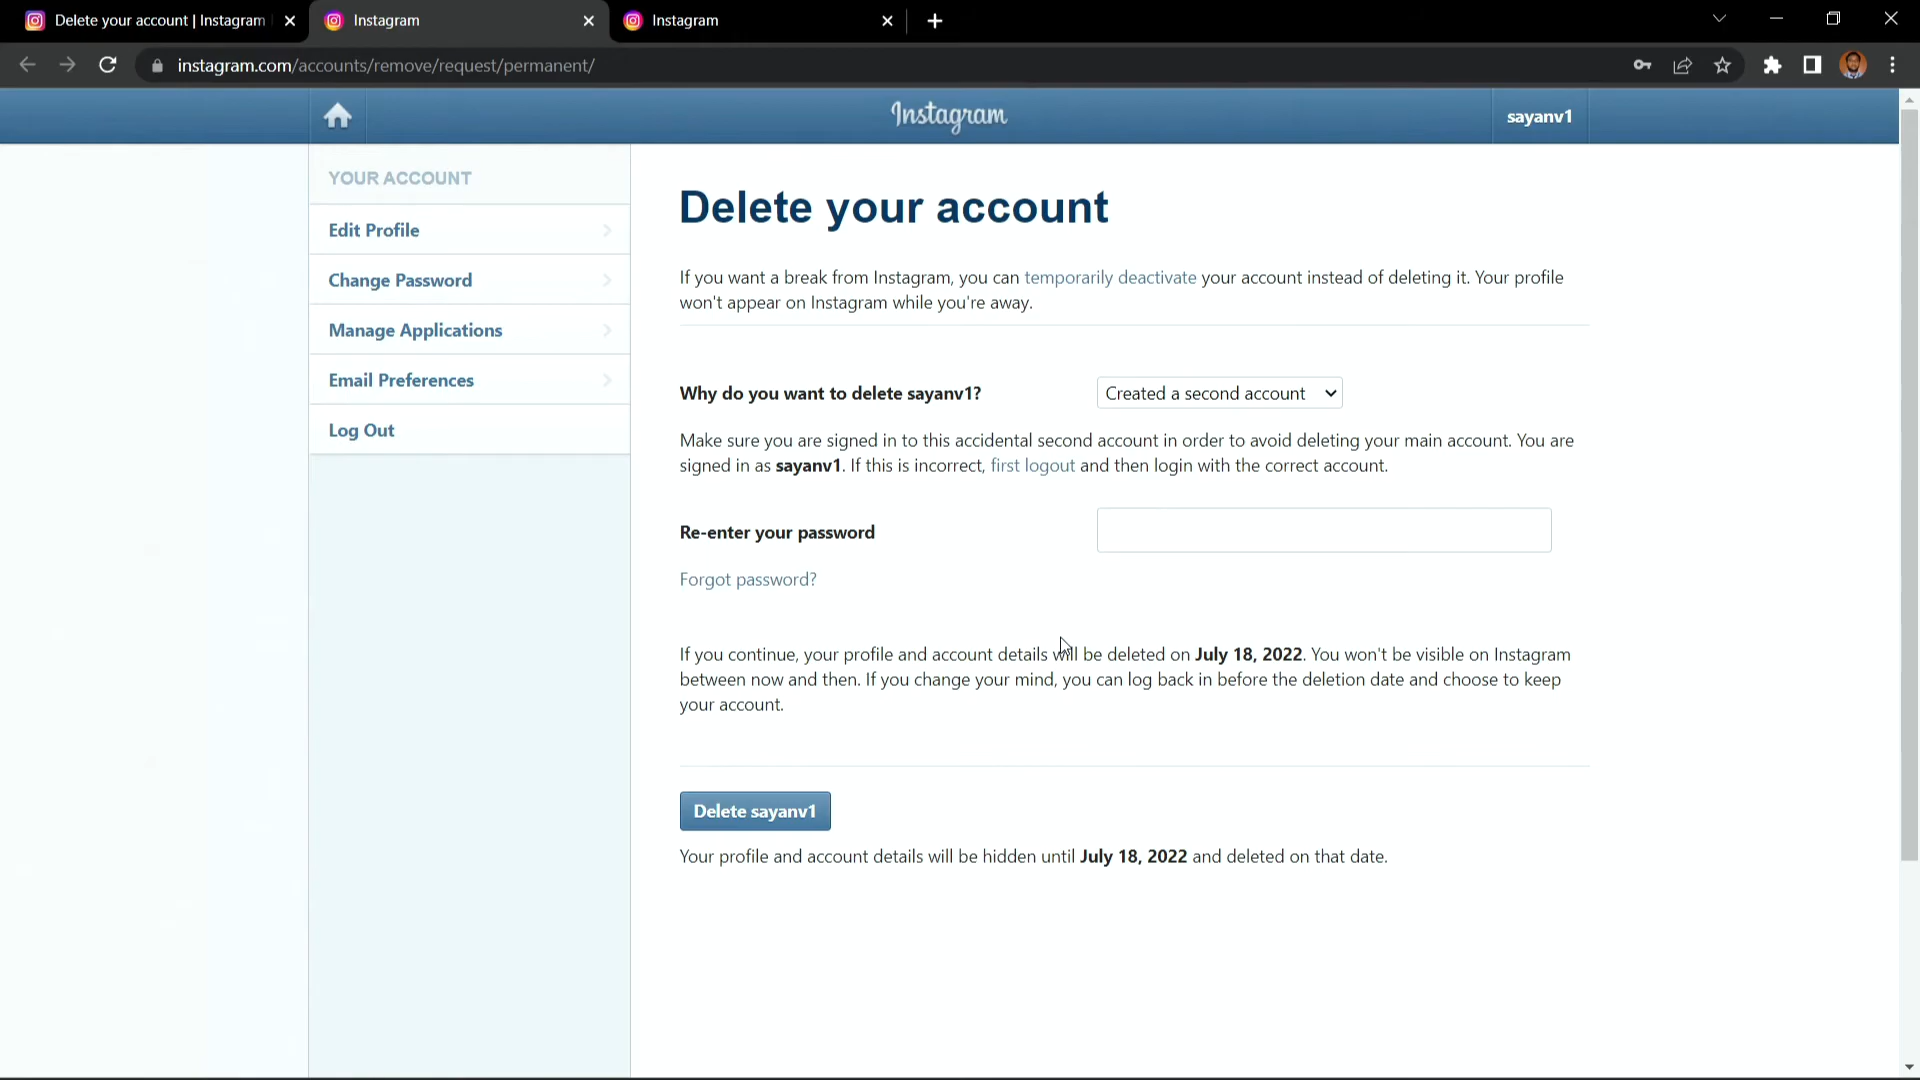 Delete your account | Instagram
Instagram
Instagram
instagram.com/accounts/remove/request/permanent/
Instagram
sayanv1
YOUR ACCOUNT
Edit Profile
Change Password
Manage Applications
Email Preferences
Log Out
Delete your account
If you want a break from Instagram, you can temporarily deactivate your account instead of deleting it. Your profile
won't appear on Instagram while you're away.
Why do you want to delete sayanv1?
Created a second account
Make sure you are signed in to this accidental second account in order to avoid deleting your main account. You are
signed in as sayanv1. If this is incorrect, first logout and then login with the correct account.
Re-enter your password
Forgot password?
If you continue, your profile and account details will be deleted on July 18, 2022. You won't be visible on Instagram
between now and then. If you change your mind, you can log back in before the deletion date and choose to keep
your account.
Delete sayanv1
Your profile and account details will be hidden until July 18, 2022 and deleted on that date.